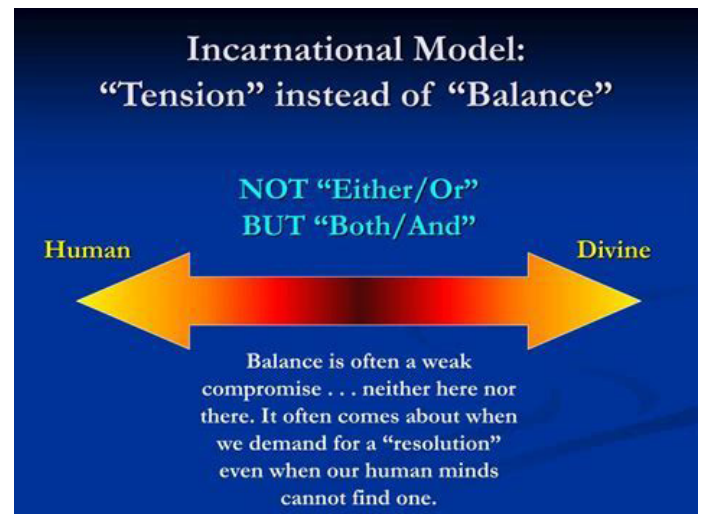 Incarnational Model:
“Tension” instead of “Balance”
NOT “Either/Or”
BUT “Both/And”
Human
Divine
Balance is often a weak
compromise . . . neither here nor
there. It often comes about when
we demand for a “resolution”
even when our human minds
cannot find one.